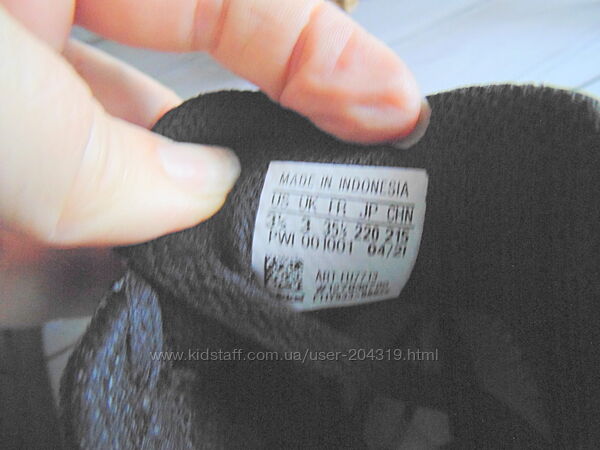 MADE IN INDONESIA
US UK FR JP CHN
3½ 3 35½ 220 215
PWI 001001 04/21
ART
www.kidstaff.com.ua/user-204319.html